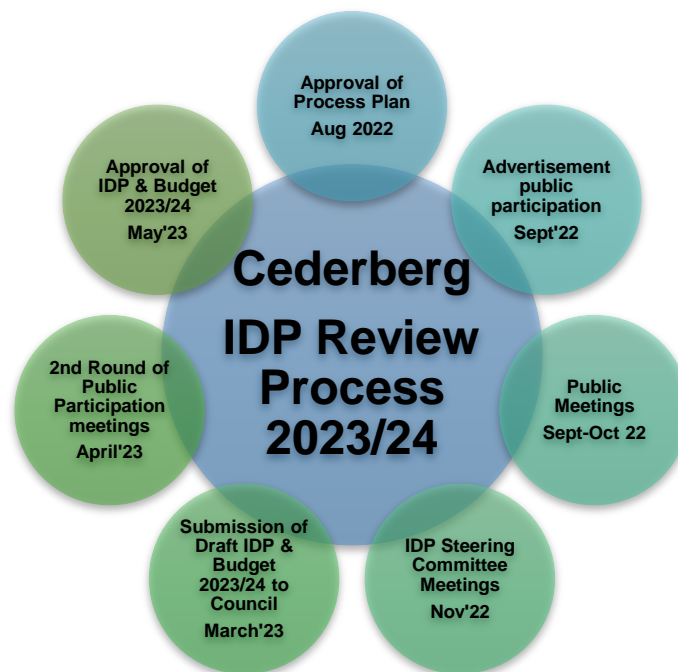 Cederberg
IDP Review
Process
2023/24
Approval of
Process Plan
Aug 2022
Advertisement
public
participation
Sept'22
Public
Meetings
Sept-Oct 22
IDP Steering
Committee
Meetings
Nov'22
Submission of
Draft IDP &
Budget
2023/24 to
Council
March'23
2nd Round of
Public
Participation
meetings
April'23
Approval of
IDP & Budget
2023/24
May'23